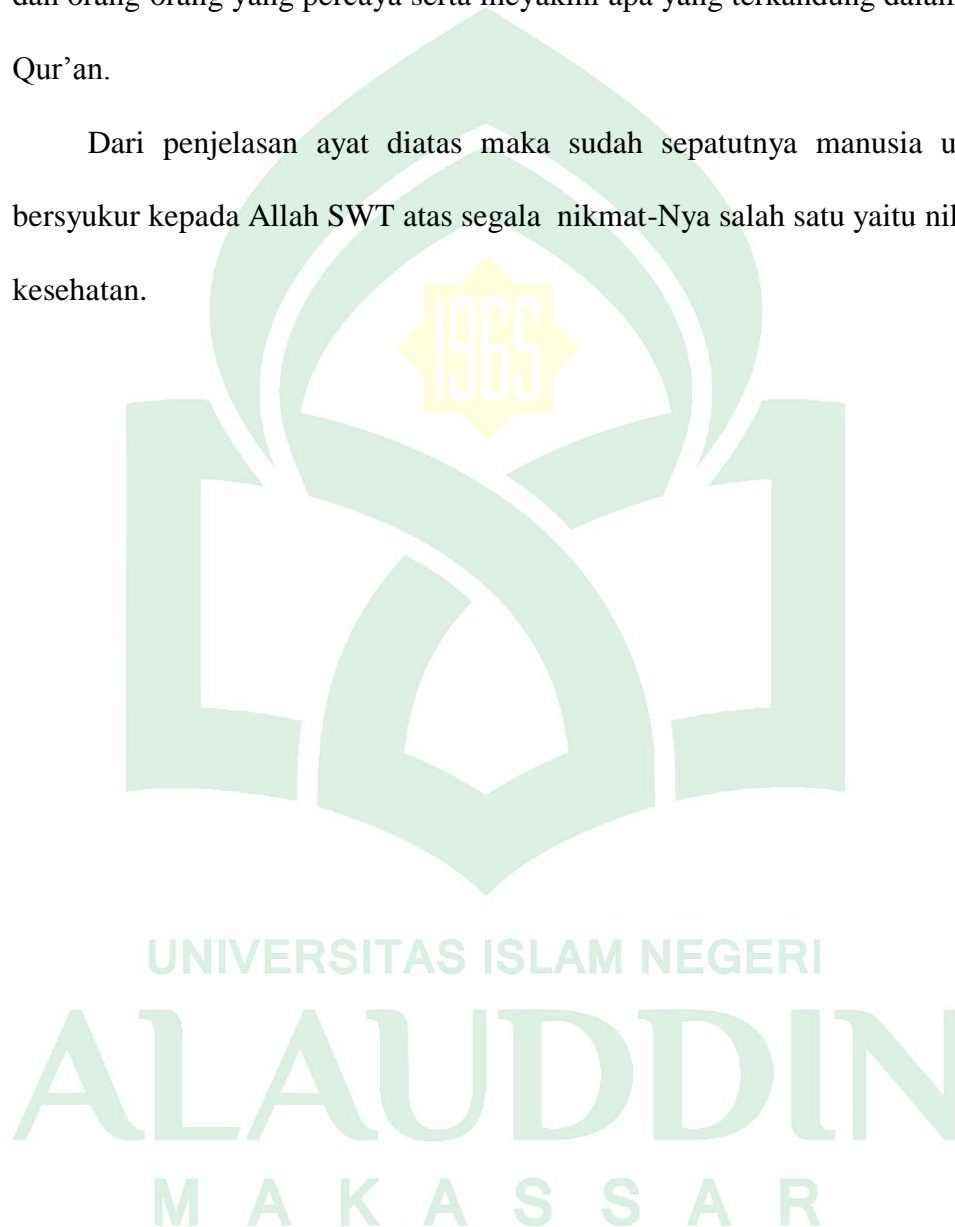 dan orang-orang yang percaya serta meyakini apa yang terkandung dalam
Qur’an.
Dari penjelasan ayat diatas maka sudah sepatutnya manusia
bersyukur kepada Allah SWT atas segala nikmat-Nya salah satu yaitu
kesehatan.
1965
UNIVERSITAS ISLAM NEGERI
ALAUDDIN
MAKASSAR